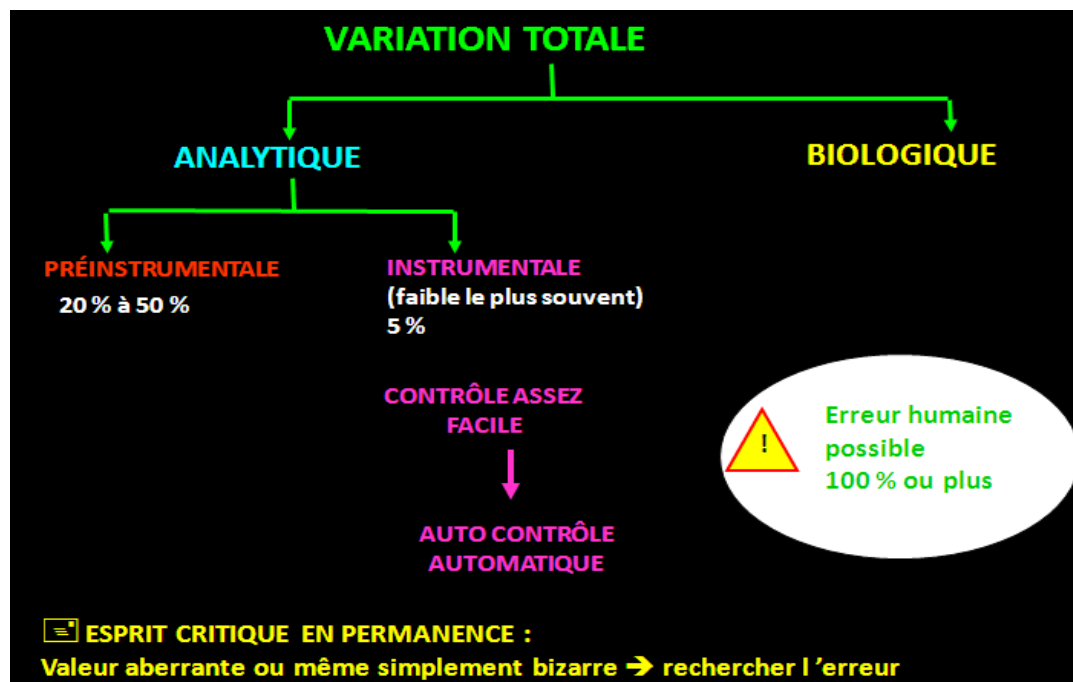 VARIATION TOTALE
ANALYTIQUE
BIOLOGIQUE
PRÉINSTRUMENTALE
20 % à 50 %
INSTRUMENTALE
(faible le plus souvent)
5 %
CONTRÔLE ASSEZ
FACILE
AUTO CONTRÔLE
AUTOMATIQUE
!
Erreur humaine
possible
100 % ou plus
ESPRIT CRITIQUE EN PERMANENCE :
Valeur aberrante ou même simplement bizarre ➔ rechercher l ’erreur